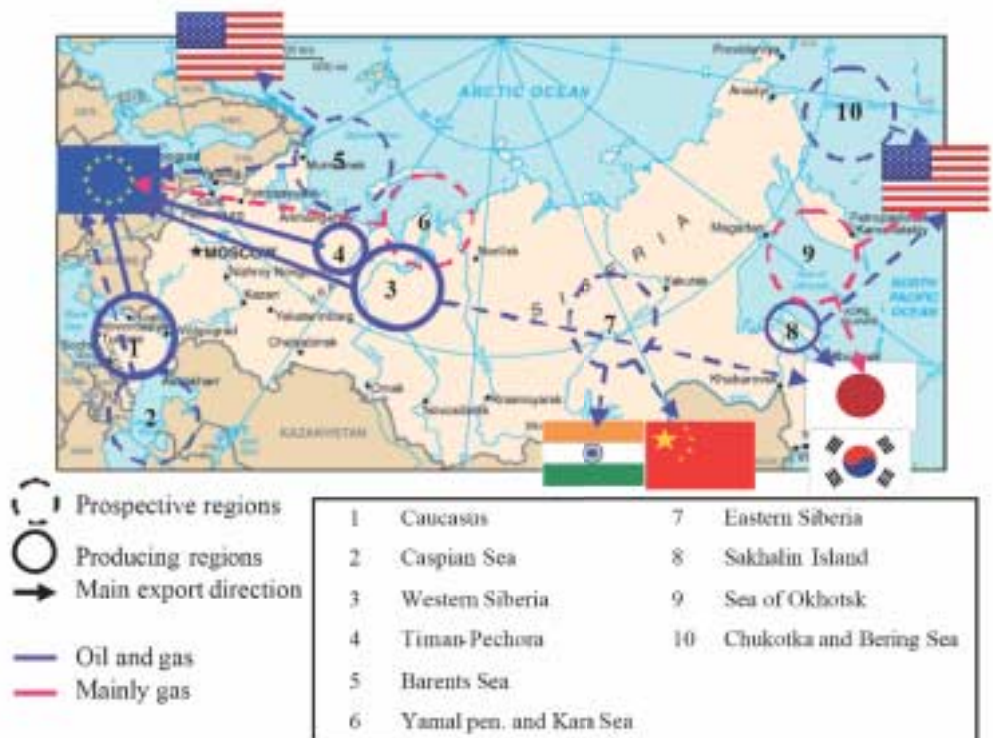 ARCTIC OCEAN
10
5
Murmansk
6
MOSCOW
4
3
Norilsk
Magadan
9
Yakutsk
SIBERIA
NORTH
PACIFIC
OCEAN
Kazan
7
8
1
Volgograd
Yekaterinburg
Chelyabinsk
Astrakhan
Omsk
Novosibirsk
Krasnoyarsk
Khabarovsk
2
KAZAKHSTAN
Prospective regions
Producing regions
Main export direction
Oil and gas
Mainly gas
1 Caucasus
2 Caspian Sea
3 Western Siberia
4 Timan-Pechora
5 Barents Sea
6 Yamal pen. and Kara Sea
7 Eastern Siberia
8 Sakhalin Island
9 Sea of Okhotsk
10 Chukotka and Bering Sea